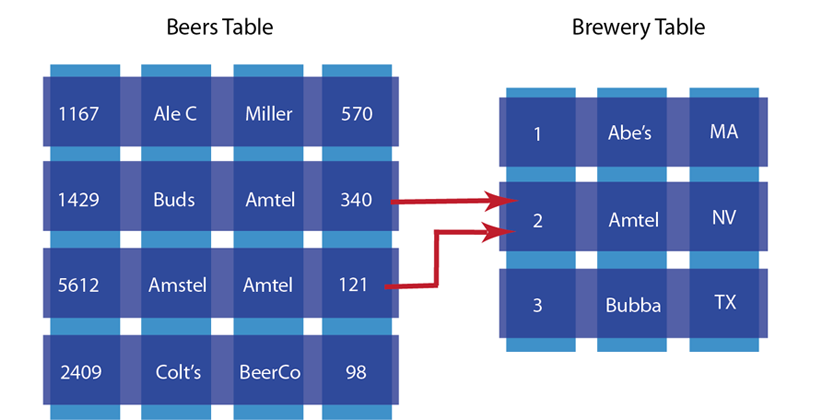 Beers Table
1167 Ale C Miller 570
1429 Buds Amtel 340
5612 Amstel Amtel 121
2409 Colt's BeerCo 98
Brewery Table
1 Abe's MA
2 Amtel NV
3 Bubba TX